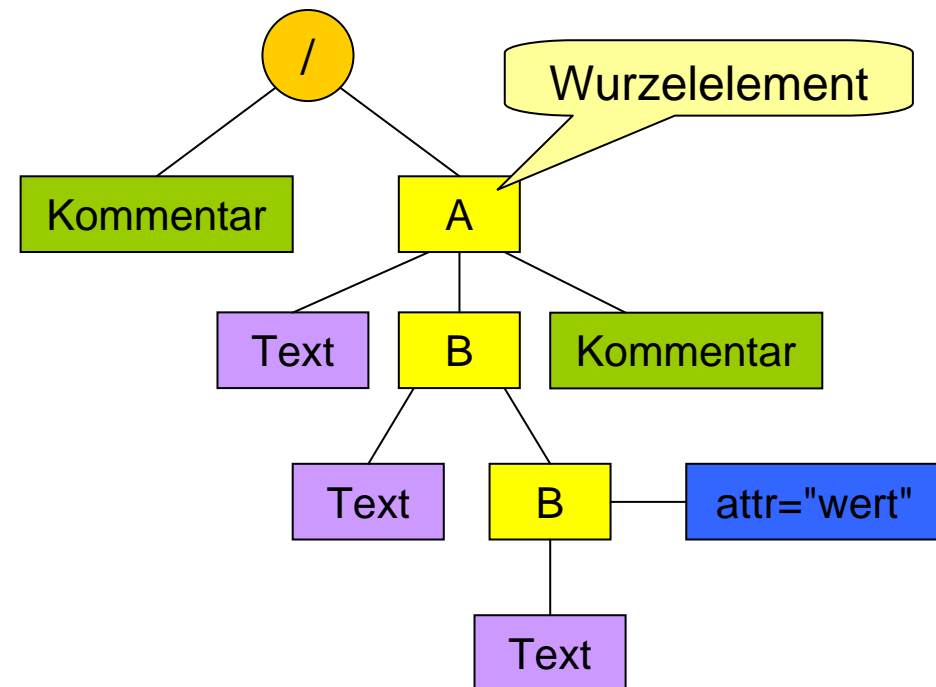 /
Wurzelelement
Kommentar
A
Text
B
Kommentar
Text
B
attr="wert"
Text